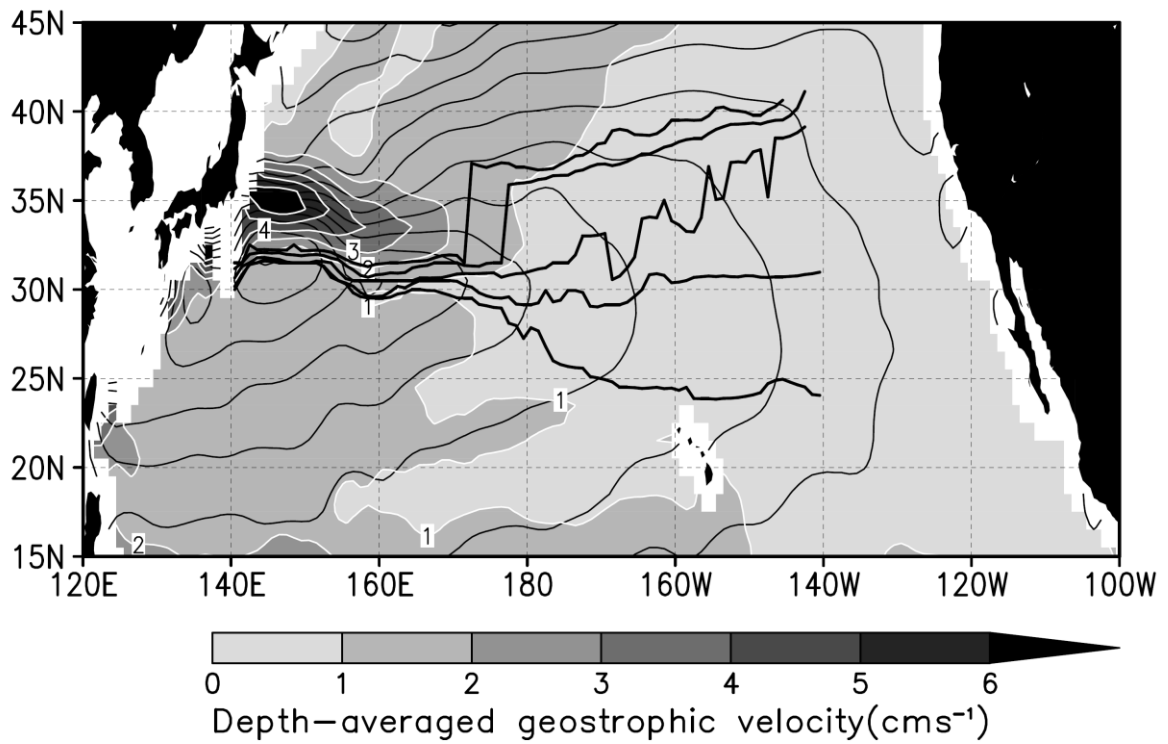 45N
40N
35N
30N
25N
20N
15N
4
3
2
1
1
1
2
120E 140E 160E 180 160W 140W 120W 100W
0 1 2 3 4 5 6
Depth−averaged geostrophic velocity(cms⁻¹)